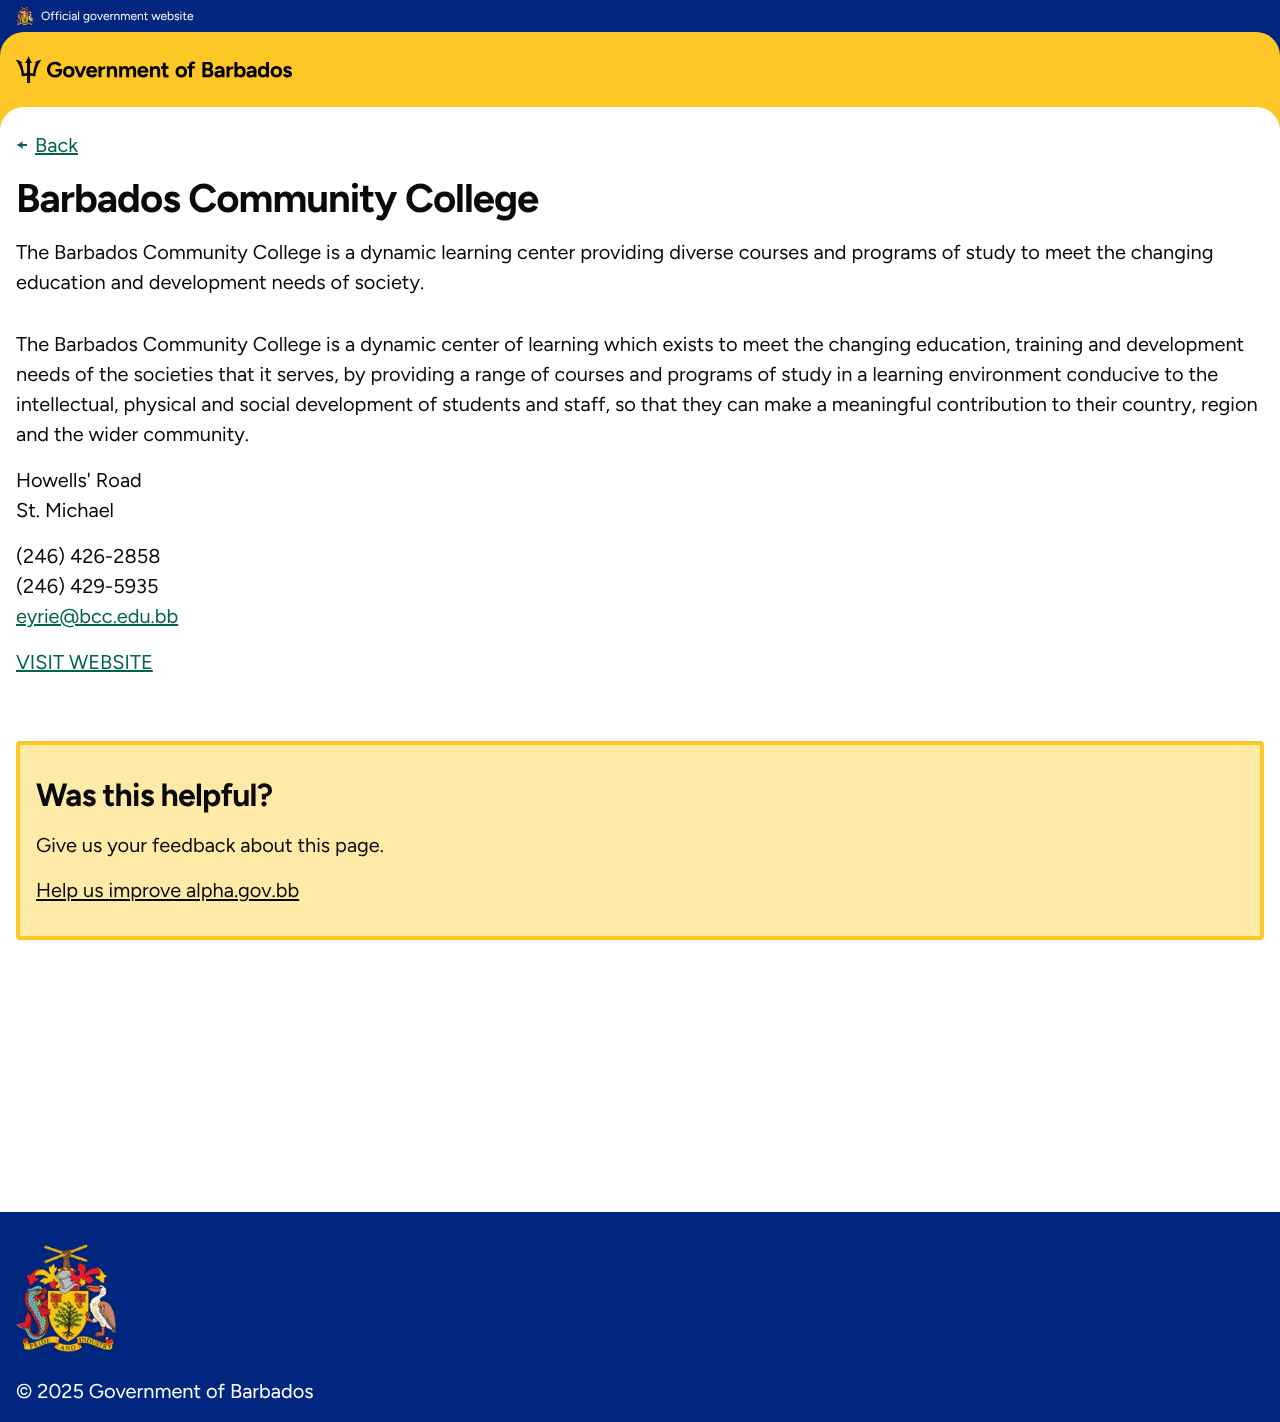 Official government website
Government of Barbados
Back
Barbados Community College
The Barbados Community College is a dynamic learning center providing diverse courses and programs of study to meet the changing
education and development needs of society.
The Barbados Community College is a dynamic center of learning which exists to meet the changing education, training and development
needs of the societies that it serves, by providing a range of courses and programs of study in a learning environment conducive to the
intellectual, physical and social development of students and staff, so that they can make a meaningful contribution to their country, region
and the wider community.
Howells' Road
St. Michael
(246) 426-2858
(246) 429-5935
eyrie@bcc.edu.bb
VISIT WEBSITE
Was this helpful?
Give us your feedback about this page.
Help us improve alpha.gov.bb
PRIDE AND INDUSTRY
© 2025 Government of Barbados